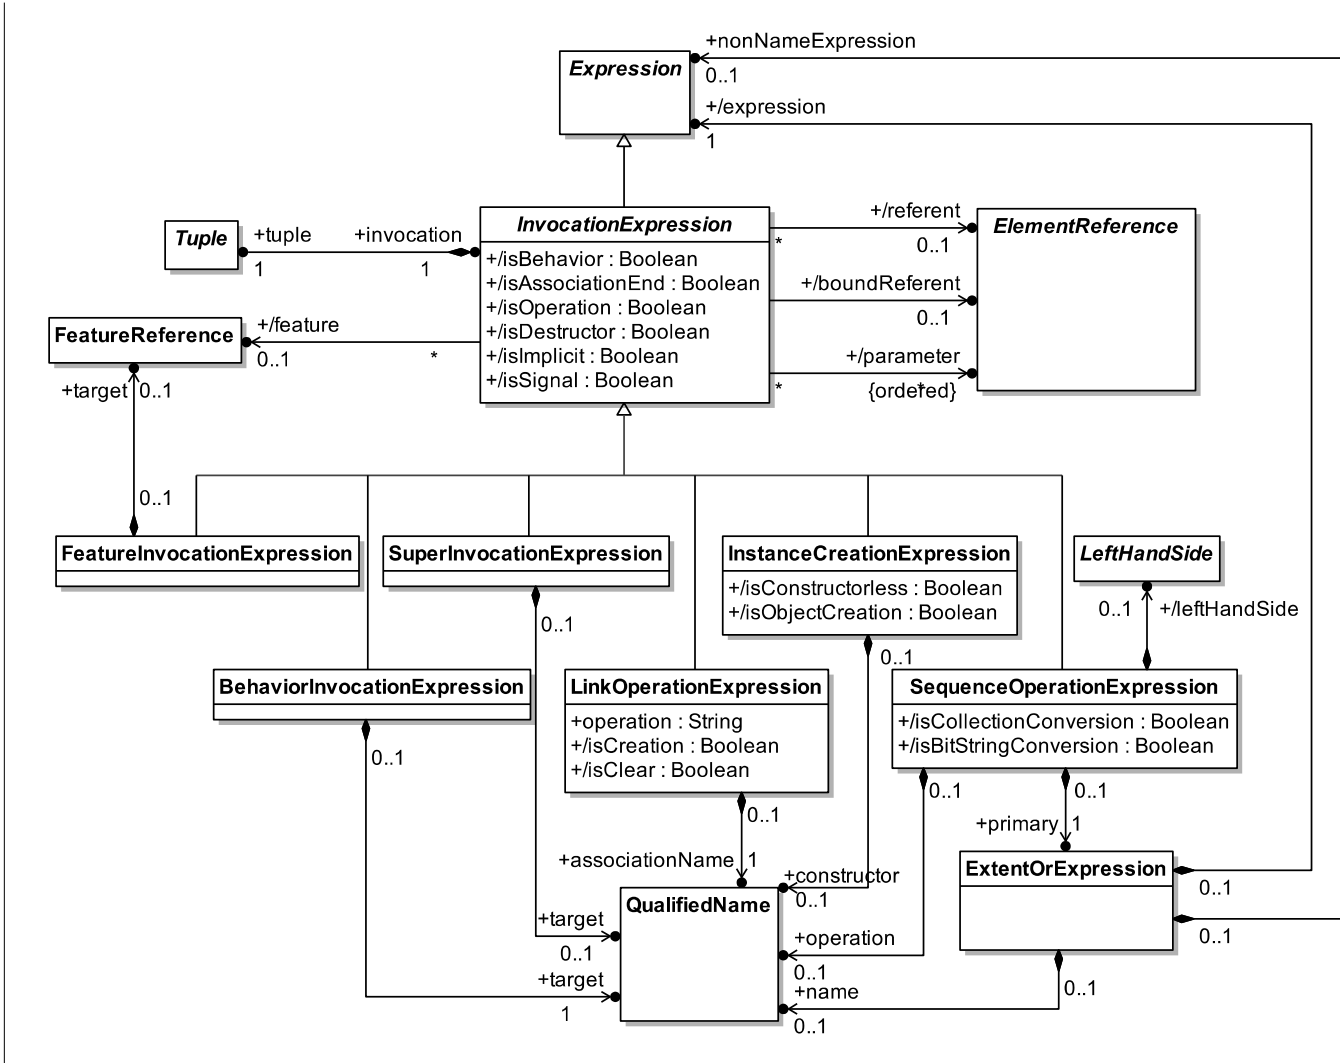 +nonNameExpression
0..1
Expression
+/expression
1
Tuple
+tuple
1
+invocation
1
InvocationExpression
+/isBehavior : Boolean
+/isAssociationEnd : Boolean
+/isOperation : Boolean
+/isDestructor : Boolean
+/isImplicit : Boolean
+/isSignal : Boolean
+/referent
*
0..1
ElementReference
+/boundReferent
0..1
+/parameter
*
{ordered}
*
FeatureReference
+/feature
0..1
*
+target
0..1
0..1
FeatureInvocationExpression
SuperInvocationExpression
0..1
InstanceCreationExpression
+/isConstructorless : Boolean
+/isObjectCreation : Boolean
0..1
LeftHandSide
0..1
+/leftHandSide
BehaviorInvocationExpression
0..1
LinkOperationExpression
+operation : String
+/isCreation : Boolean
+/isClear : Boolean
0..1
SequenceOperationExpression
+/isCollectionConversion : Boolean
+/isBitStringConversion : Boolean
0..1
0..1
+primary
1
+associationName
1
+constructor
0..1
ExtentOrExpression
0..1
0..1
0..1
QualifiedName
+target
0..1
+operation
0..1
+target
1
+name
0..1